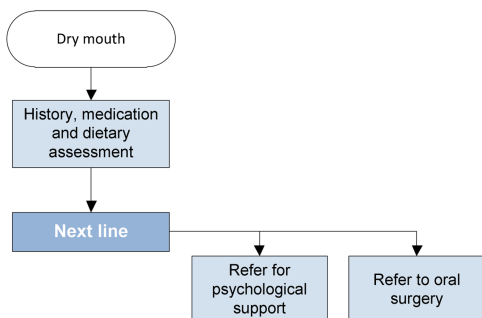 Dry mouth
History, medication
and dietary
assessment
Next line
Refer for
psychological
support
Refer to oral
surgery